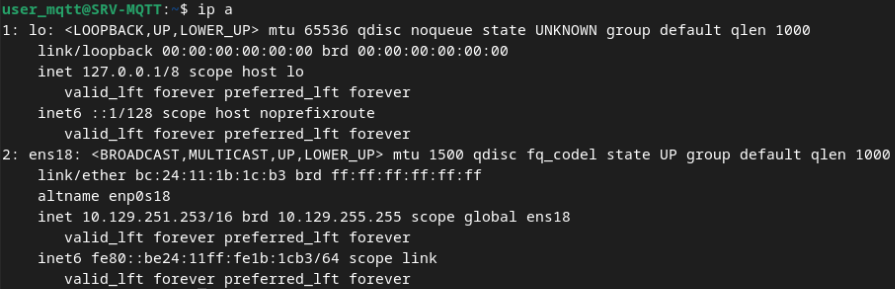 user_mqtt@SRV-MQTT:~$ ip a
1: lo: <LOOPBACK,UP,LOWER_UP> mtu 65536 qdisc noqueue state UNKNOWN group default qlen 1000
    link/loopback 00:00:00:00:00:00 brd 00:00:00:00:00:00
    inet 127.0.0.1/8 scope host lo
       valid_lft forever preferred_lft forever
    inet6 ::1/128 scope host noprefixroute
       valid_lft forever preferred_lft forever
2: ens18: <BROADCAST,MULTICAST,UP,LOWER_UP> mtu 1500 qdisc fq_codel state UP group default qlen 1000
    link/ether bc:24:11:1b:1c:b3 brd ff:ff:ff:ff:ff:ff
    altname enp0s18
    inet 10.129.251.253/16 brd 10.129.255.255 scope global ens18
       valid_lft forever preferred_lft forever
    inet6 fe80::be24:11ff:fe1b:1cb3/64 scope link
       valid_lft forever preferred_lft forever